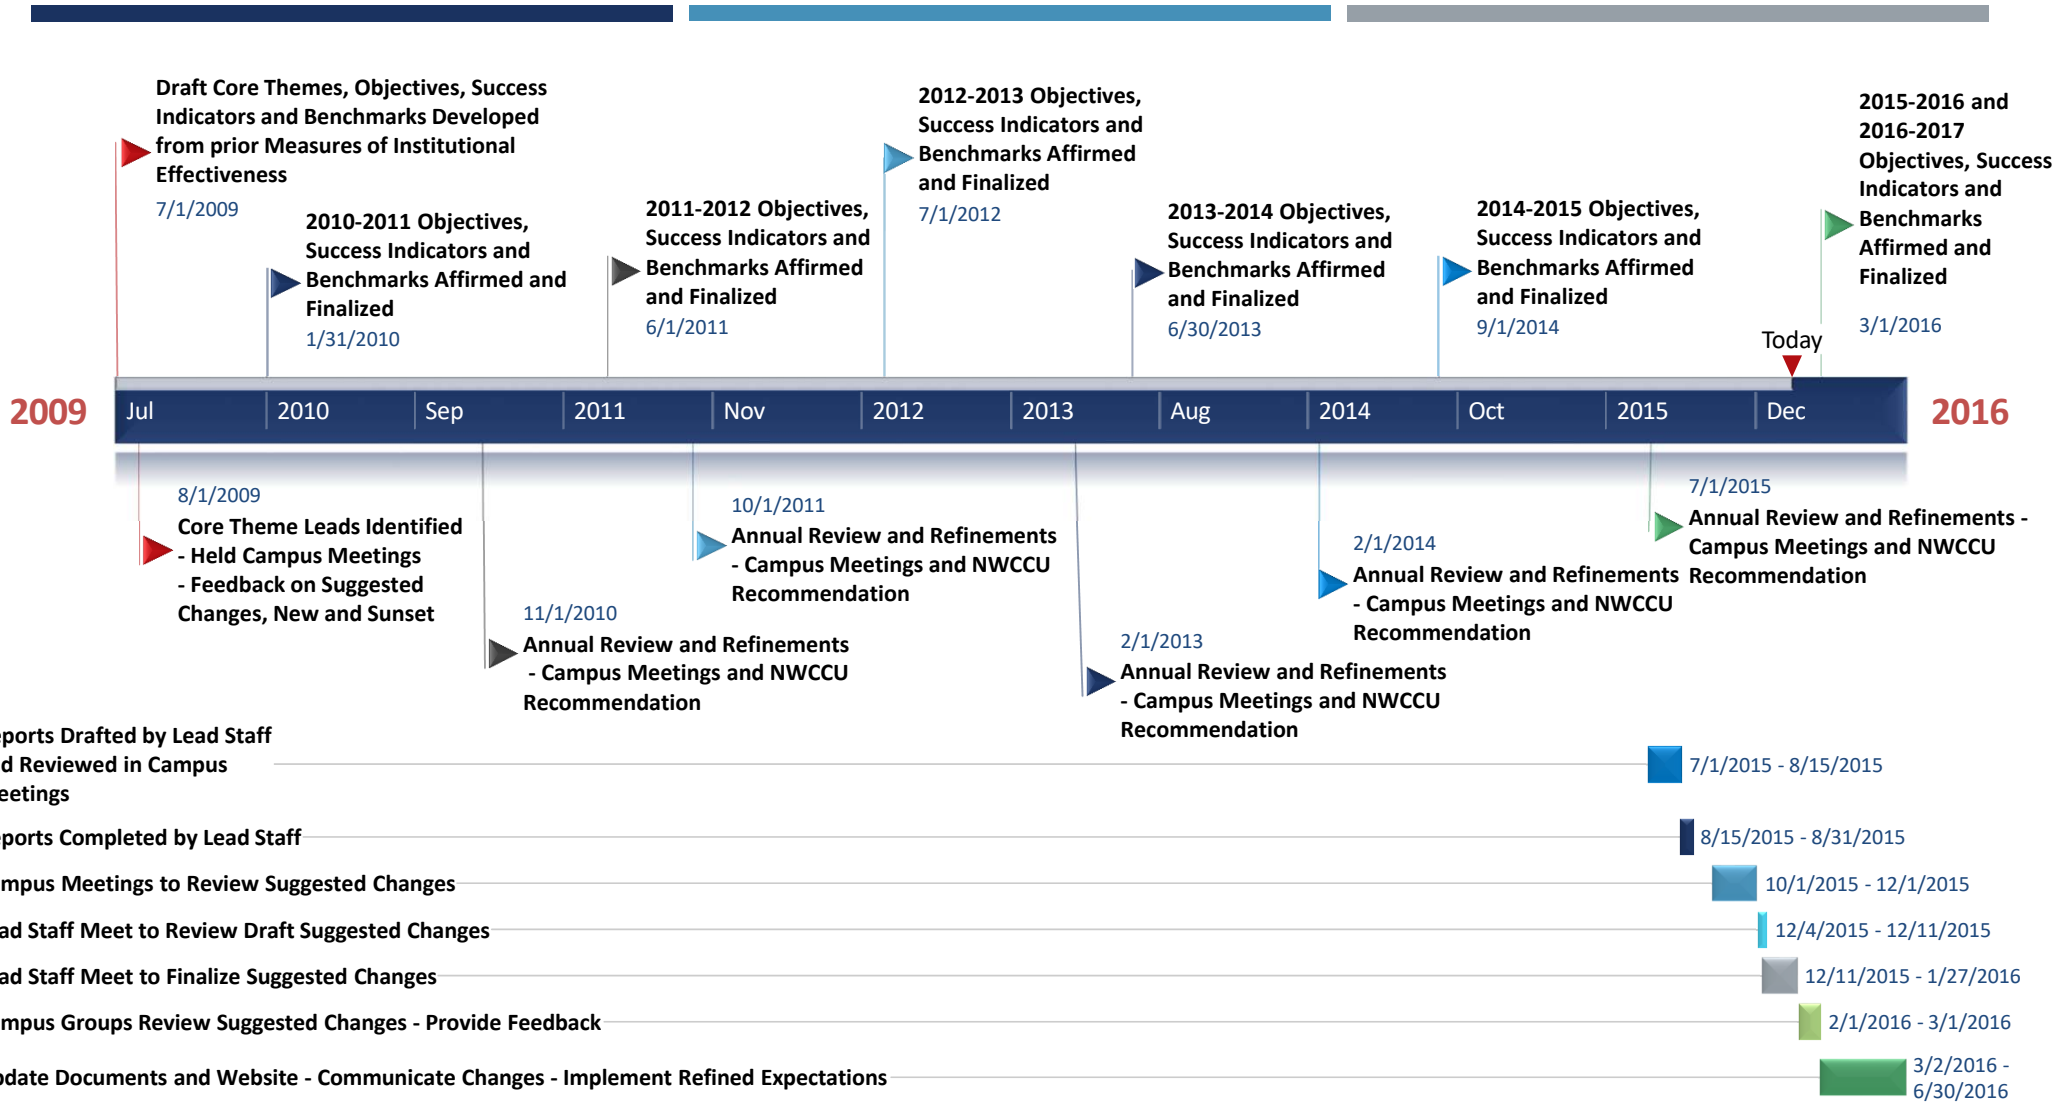 Draft Core Themes, Objectives, Success
Indicators and Benchmarks Developed
from prior Measures of Institutional
Effectiveness
7/1/2009
2010-2011 Objectives,
Success Indicators and
Benchmarks Affirmed and
Finalized
1/31/2010
2011-2012 Objectives,
Success Indicators and
Benchmarks Affirmed
and Finalized
6/1/2011
2012-2013 Objectives,
Success Indicators and
Benchmarks Affirmed
and Finalized
7/1/2012
2013-2014 Objectives,
Success Indicators and
Benchmarks Affirmed
and Finalized
6/30/2013
2014-2015 Objectives,
Success Indicators and
Benchmarks Affirmed
and Finalized
9/1/2014
2015-2016 and
2016-2017
Objectives, Success
Indicators and
Benchmarks
Affirmed and
Finalized
3/1/2016
Today
2009 Jul 2010 Sep 2011 Nov 2012 2013 Aug 2014 Oct 2015 Dec 2016
8/1/2009
Core Theme Leads Identified
- Held Campus Meetings
- Feedback on Suggested
Changes, New and Sunset
11/1/2010
Annual Review and Refinements
- Campus Meetings and NWCCU
Recommendation
10/1/2011
Annual Review and Refinements
- Campus Meetings and NWCCU
Recommendation
2/1/2013
Annual Review and Refinements
- Campus Meetings and NWCCU
Recommendation
2/1/2014
Annual Review and Refinements
- Campus Meetings and NWCCU
Recommendation
7/1/2015
Annual Review and Refinements -
Campus Meetings and NWCCU
Recommendation
ports Drafted by Lead Staff
d Reviewed in Campus
eetings
7/1/2015 - 8/15/2015
ports Completed by Lead Staff
8/15/2015 - 8/31/2015
mpus Meetings to Review Suggested Changes
10/1/2015 - 12/1/2015
ad Staff Meet to Review Draft Suggested Changes
12/4/2015 - 12/11/2015
ad Staff Meet to Finalize Suggested Changes
12/11/2015 - 1/27/2016
mpus Groups Review Suggested Changes - Provide Feedback
2/1/2016 - 3/1/2016
pdate Documents and Website - Communicate Changes - Implement Refined Expectations
3/2/2016 -
6/30/2016